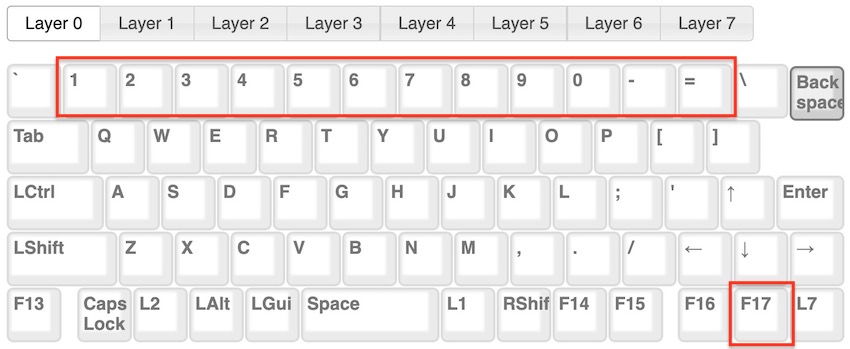 Layer 0 Layer 1 Layer 2 Layer 3 Layer 4 Layer 5 Layer 6 Layer 7
` 1 2 3 4 5 6 7 8 9 0 - = \ Back
space
Tab Q W E R T Y U I O P [ ]
LCtrl A S D F G H J K L ; ' ↑ Enter
LShift Z X C V B N M , . / ← ↓ →
F13 Caps L2 LAlt LGui Space L1 RShif F14 F15 F16 F17 L7
Lock